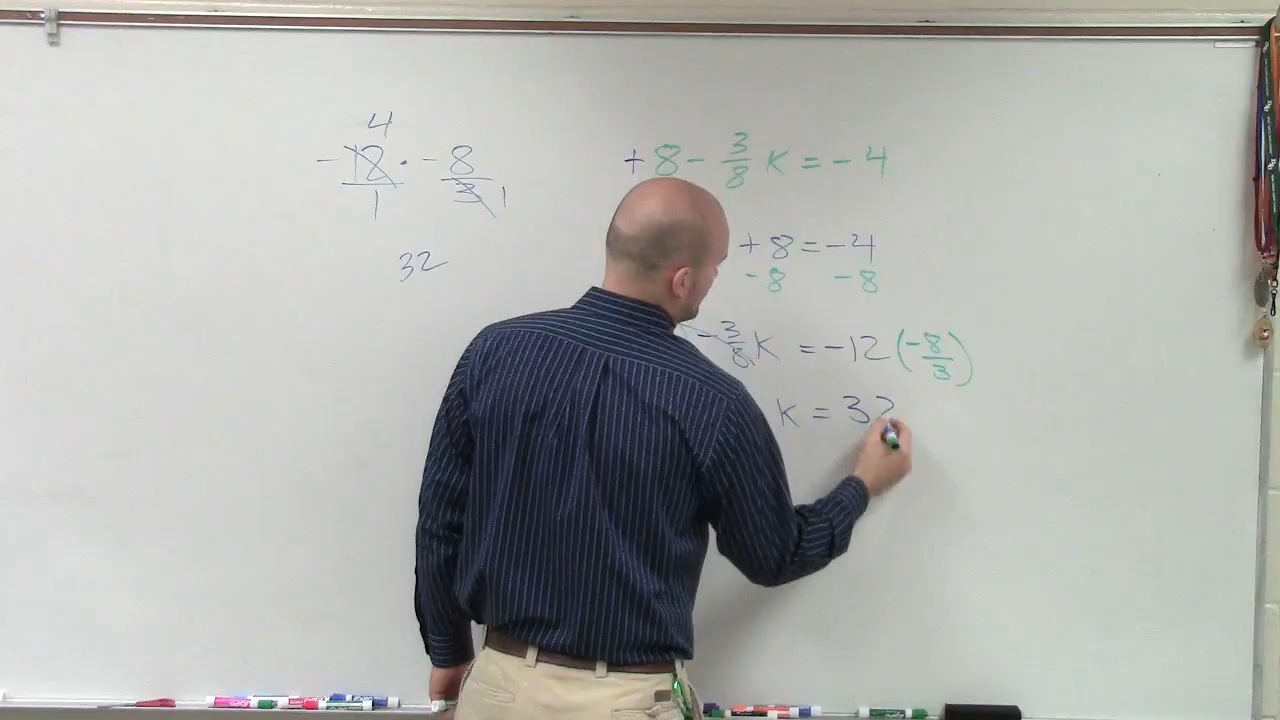 4
-12/1 · -8/3 1
32
+8 - 3/8 K = -4
+8 = -4
-8 -8
-3/8 K = -12 (-8/3)
K = 32